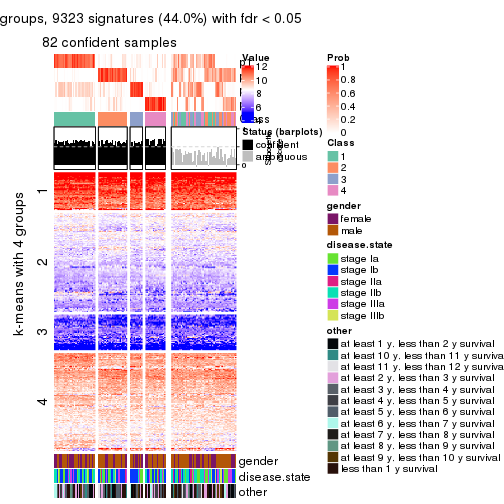 groups, 9323 signatures (44.0%) with fdr < 0.05
82 confident samples
k-means with 4 groups
1
2
3
4
Class
gender
disease.state
other
Value
12
10
8
6
4
Status (barplots)
confident
ambiguous
0
Prob
1
0.8
0.6
0.4
0.2
0
Class
1
2
3
4
gender
female
male
disease.state
stage Ia
stage Ib
stage IIa
stage IIb
stage IIIa
stage IIIb
other
at least 1 y. less than 2 y survival
at least 10 y. less than 11 y survival
at least 11 y. less than 12 y survival
at least 2 y. less than 3 y survival
at least 3 y. less than 4 y survival
at least 4 y. less than 5 y survival
at least 5 y. less than 6 y survival
at least 6 y. less than 7 y survival
at least 7 y. less than 8 y survival
at least 8 y. less than 9 y survival
at least 9 y. less than 10 y survival
less than 1 y survival